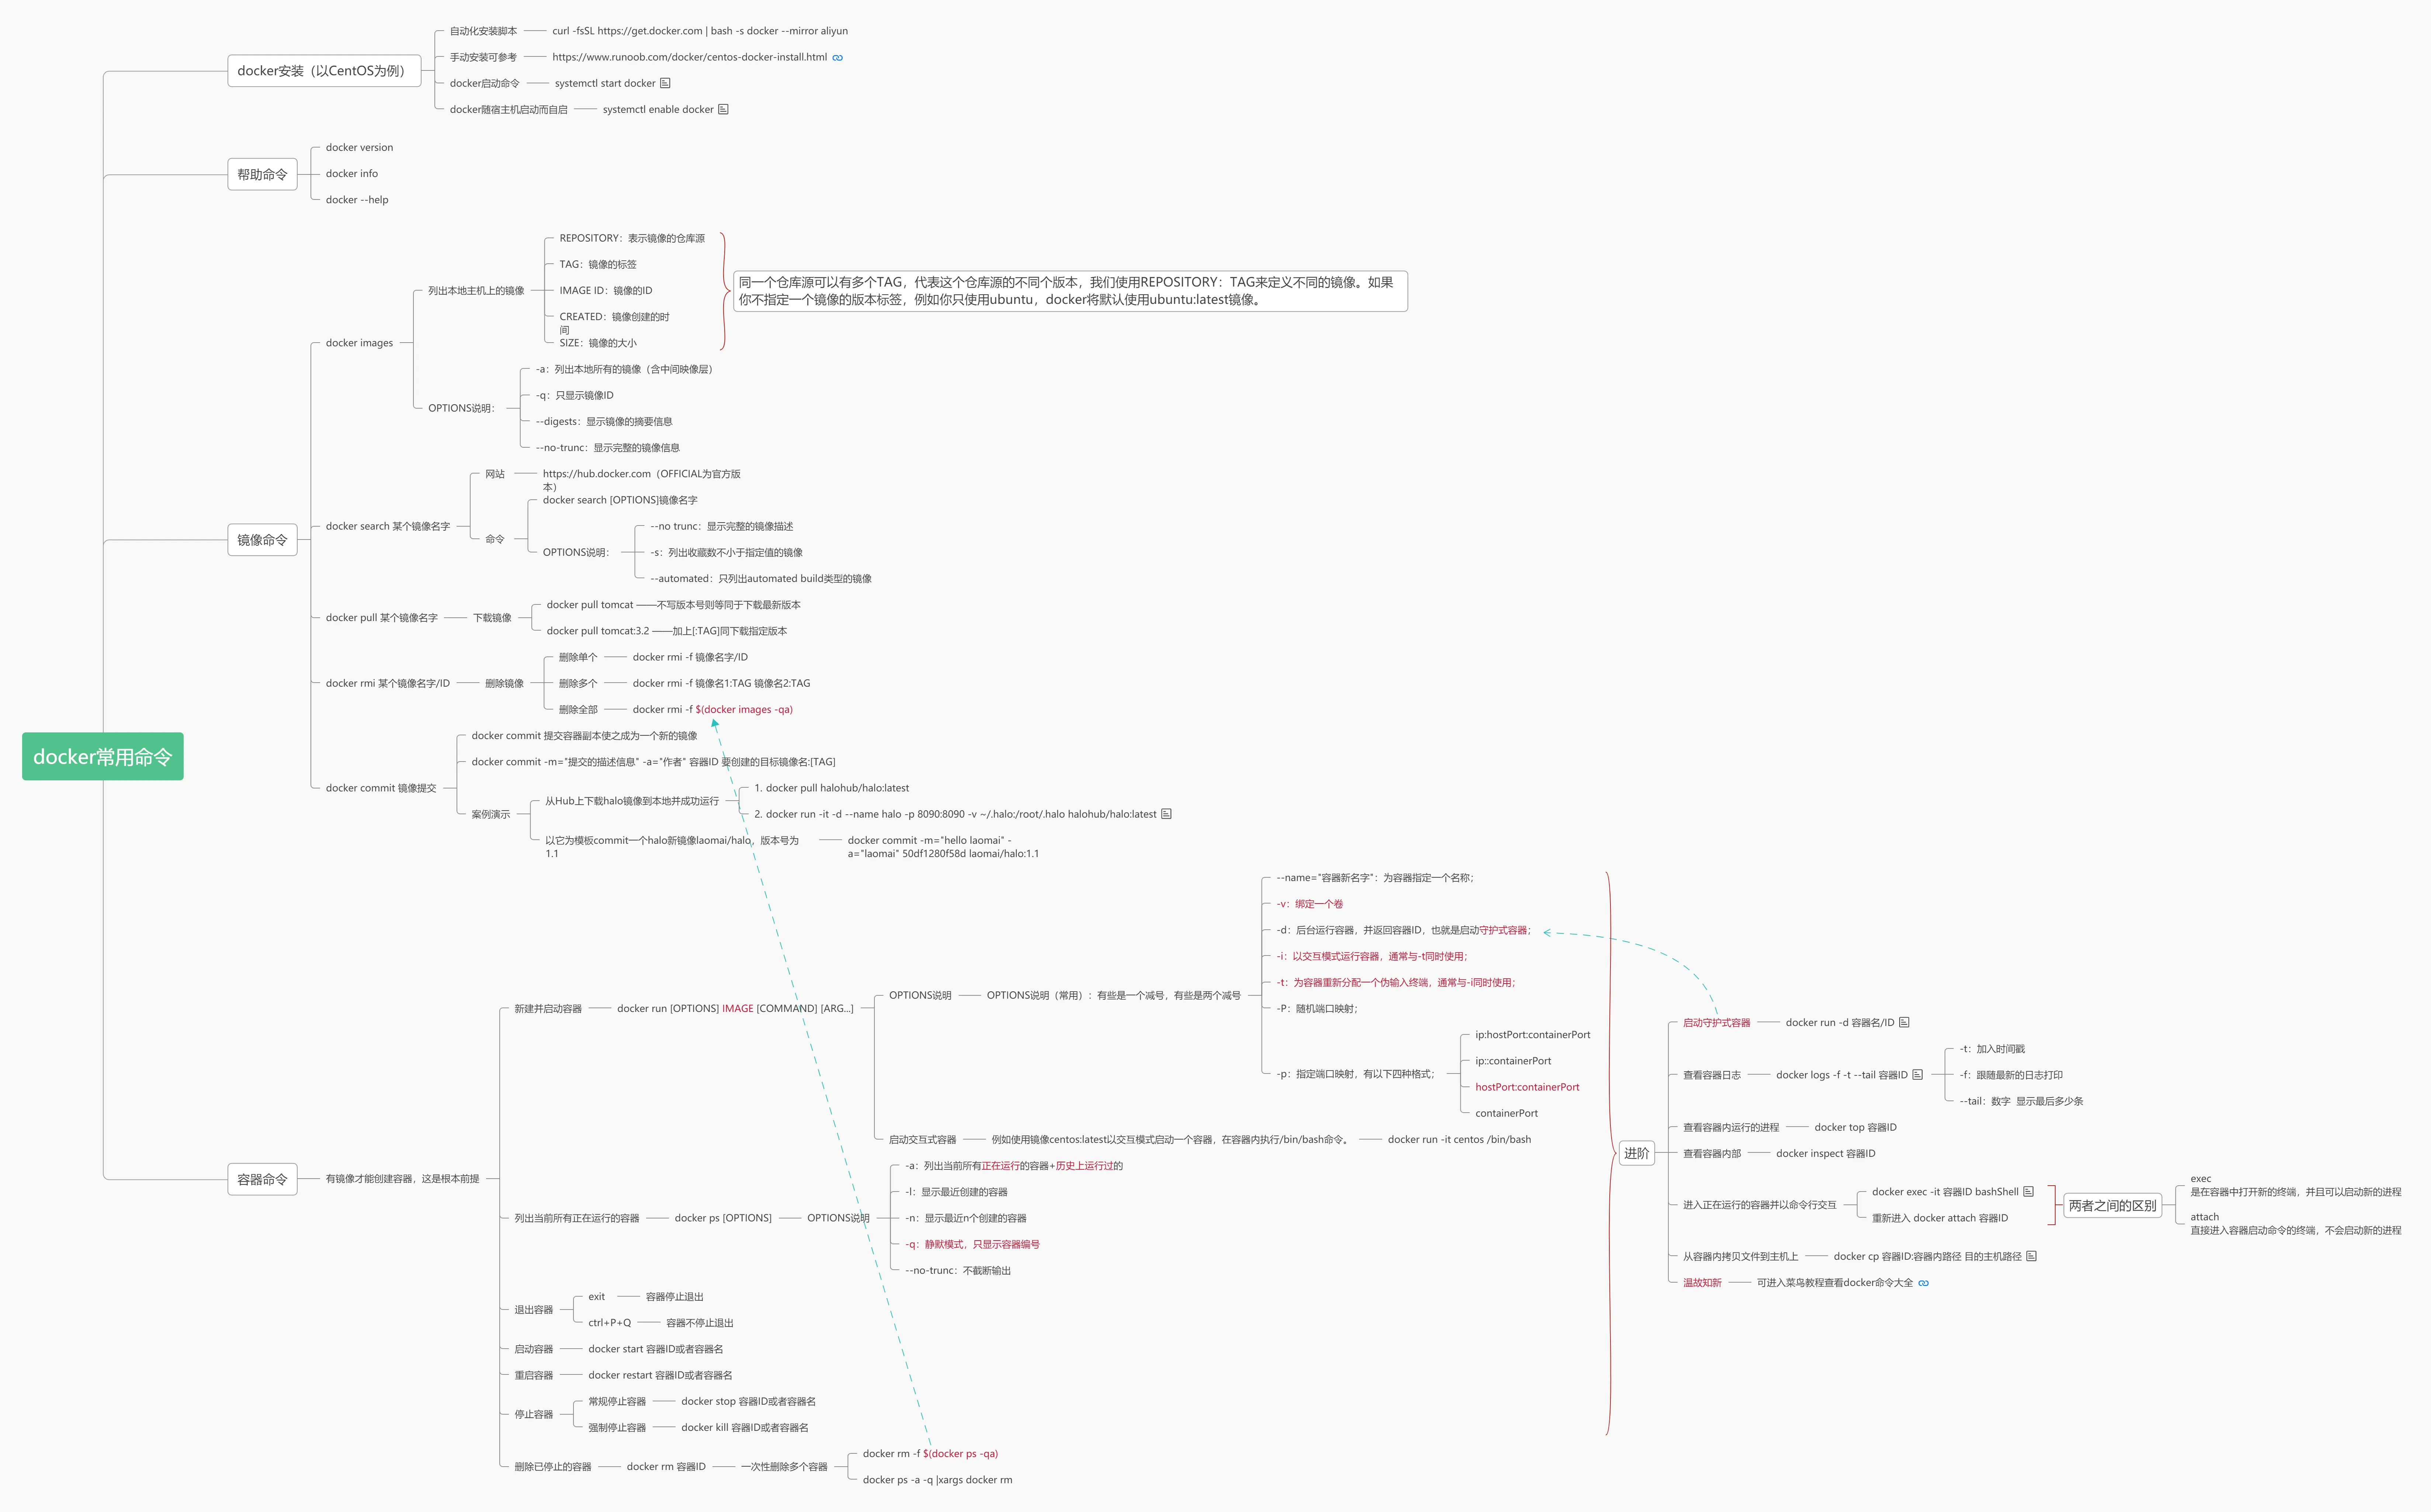 docker常用命令
docker安装（以CentOS为例）
自动化安装脚本
curl -fsSL https://get.docker.com | bash -s docker --mirror aliyun
手动安装可参考
https://www.runoob.com/docker/centos-docker-install.html
docker启动命令
systemctl start docker
docker随宿主机启动而自启
systemctl enable docker
帮助命令
docker version
docker info
docker --help
镜像命令
docker images
列出本地主机上的镜像
REPOSITORY：表示镜像的仓库源
TAG：镜像的标签
IMAGE ID：镜像的ID
CREATED：镜像创建的时
间
SIZE：镜像的大小
同一个仓库源可以有多个TAG，代表这个仓库源的不同个版本，我们使用REPOSITORY：TAG来定义不同的镜像。如果
你不指定一个镜像的版本标签，例如你只使用ubuntu，docker将默认使用ubuntu:latest镜像。
OPTIONS说明：
-a：列出本地所有的镜像（含中间映像层）
-q：只显示镜像ID
--digests：显示镜像的摘要信息
--no-trunc：显示完整的镜像信息
docker search 某个镜像名字
网站
https://hub.docker.com（OFFICIAL为官方版
本）
命令
docker search [OPTIONS]镜像名字
OPTIONS说明：
--no trunc：显示完整的镜像描述
-s：列出收藏数不小于指定值的镜像
--automated：只列出automated build类型的镜像
docker pull 某个镜像名字
下载镜像
docker pull tomcat ——不写版本号则等同于下载最新版本
docker pull tomcat:3.2 ——加上[:TAG]同下载指定版本
docker rmi 某个镜像名字/ID
删除镜像
删除单个
docker rmi -f 镜像名字/ID
删除多个
docker rmi -f 镜像名1:TAG 镜像名2:TAG
删除全部
docker rmi -f $(docker images -qa)
docker commit 镜像提交
docker commit 提交容器副本使之成为一个新的镜像
docker commit -m="提交的描述信息" -a="作者" 容器ID 要创建的目标镜像名:[TAG]
案例演示
从Hub上下载halo镜像到本地并成功运行
1. docker pull halohub/halo:latest
2. docker run -it -d --name halo -p 8090:8090 -v ~/.halo:/root/.halo halohub/halo:latest
以它为模板commit一个halo新镜像laomai/halo，版本号为
1.1
docker commit -m="hello laomai" -
a="laomai" 50df1280f58d laomai/halo:1.1
容器命令
有镜像才能创建容器，这是根本前提
新建并启动容器
docker run [OPTIONS] IMAGE [COMMAND] [ARG...]
OPTIONS说明
OPTIONS说明（常用）：有些是一个减号，有些是两个减号
--name="容器新名字"：为容器指定一个名称；
-v：绑定一个卷
-d：后台运行容器，并返回容器ID，也就是启动守护式容器；
-i：以交互模式运行容器，通常与-t同时使用；
-t：为容器重新分配一个伪输入终端，通常与-i同时使用；
-P：随机端口映射；
-p：指定端口映射，有以下四种格式；
ip:hostPort:containerPort
ip::containerPort
hostPort:containerPort
containerPort
启动交互式容器
例如使用镜像centos:latest以交互模式启动一个容器，在容器内执行/bin/bash命令。
docker run -it centos /bin/bash
列出当前所有正在运行的容器
docker ps [OPTIONS]
OPTIONS说明
-a：列出当前所有正在运行的容器+历史上运行过的
-l：显示最近创建的容器
-n：显示最近n个创建的容器
-q：静默模式，只显示容器编号
--no-trunc：不截断输出
退出容器
exit
容器停止退出
ctrl+P+Q
容器不停止退出
启动容器
docker start 容器ID或者容器名
重启容器
docker restart 容器ID或者容器名
停止容器
常规停止容器
docker stop 容器ID或者容器名
强制停止容器
docker kill 容器ID或者容器名
删除已停止的容器
docker rm 容器ID
一次性删除多个容器
docker rm -f $(docker ps -qa)
docker ps -a -q |xargs docker rm
进阶
启动守护式容器
docker run -d 容器名/ID
查看容器日志
docker logs -f -t --tail 容器ID
-t：加入时间戳
-f：跟随最新的日志打印
--tail：数字 显示最后多少条
查看容器内运行的进程
docker top 容器ID
查看容器内部
docker inspect 容器ID
进入正在运行的容器并以命令行交互
docker exec -it 容器ID bashShell
重新进入 docker attach 容器ID
两者之间的区别
exec
是在容器中打开新的终端，并且可以启动新的进程
attach
直接进入容器启动命令的终端，不会启动新的进程
从容器内拷贝文件到主机上
docker cp 容器ID:容器内路径 目的主机路径
温故知新
可进入菜鸟教程查看docker命令大全